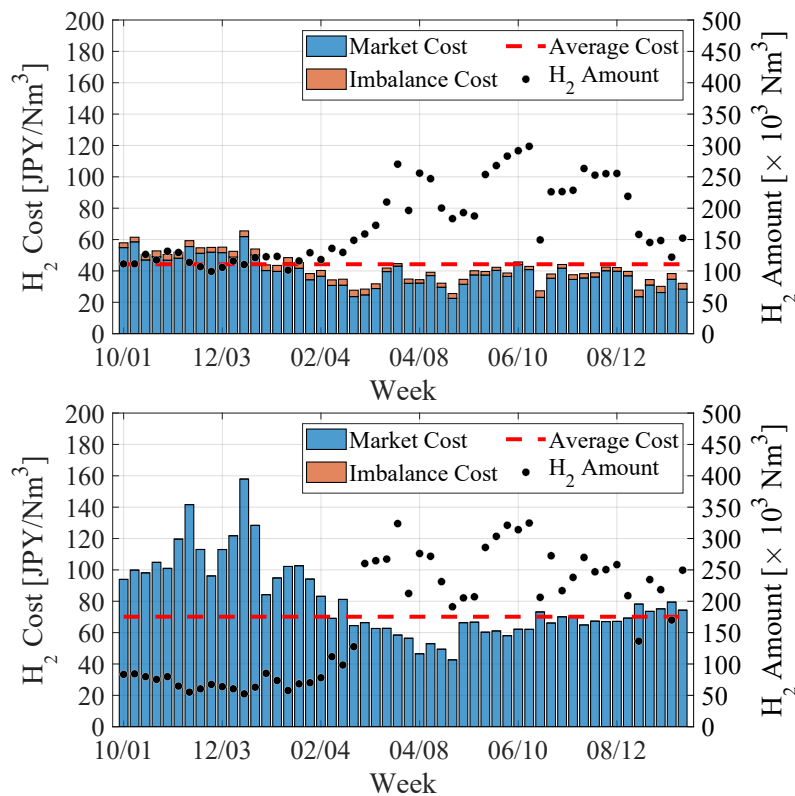 H2 Cost [JPY/Nm³]
200
180
160
140
120
100
80
60
40
20
0
Market Cost
Average Cost
Imbalance Cost
H2 Amount
500
450
400
350
300
250
200
150
100
50
0
H2 Amount [× 10³ Nm³]
10/01 12/03 02/04 04/08 06/10 08/12
Week
H2 Cost [JPY/Nm³]
200
180
160
140
120
100
80
60
40
20
0
Market Cost
Average Cost
Imbalance Cost
H2 Amount
500
450
400
350
300
250
200
150
100
50
0
H2 Amount [× 10³ Nm³]
10/01 12/03 02/04 04/08 06/10 08/12
Week